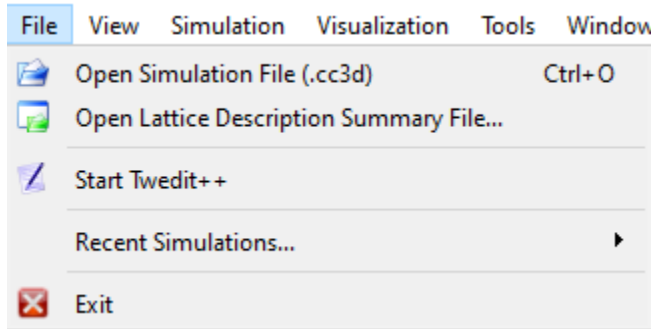 File View Simulation Visualization Tools Window
Open Simulation File (.cc3d) Ctrl+O
Open Lattice Description Summary File...
Start Twedit++
Recent Simulations...
Exit